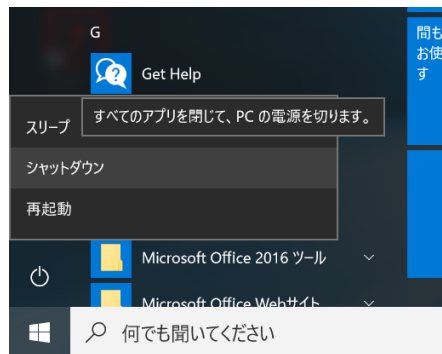 G
間も
お使
す
Get Help
すべてのアプリを閉じて、PC の電源を切ります。
スリープ
シャットダウン
再起動
Microsoft Office 2016 ツール
Microsoft Office Webサイト
何でも聞いてください